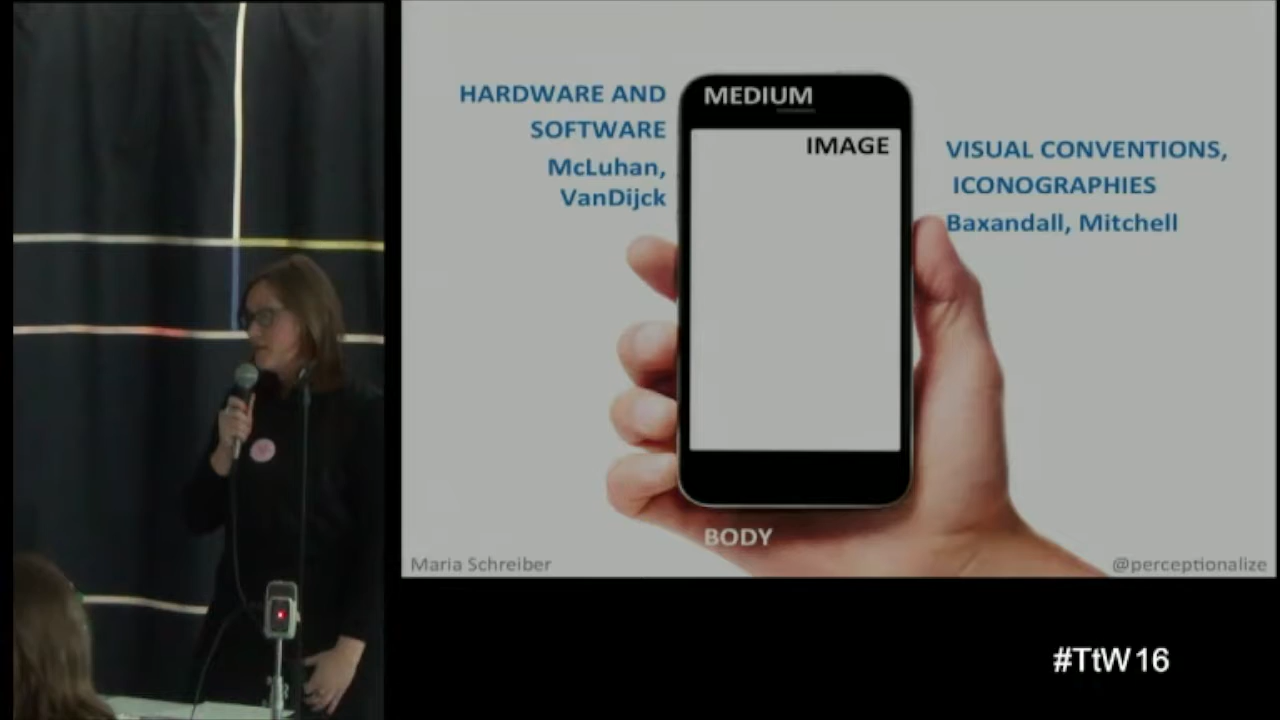 HARDWARE AND
SOFTWARE
McLuhan,
VanDijck
MEDIUM
IMAGE
VISUAL CONVENTIONS,
ICONOGRAPHIES
Baxandall, Mitchell
BODY
Maria Schreiber
@perceptionalize
#TtW16